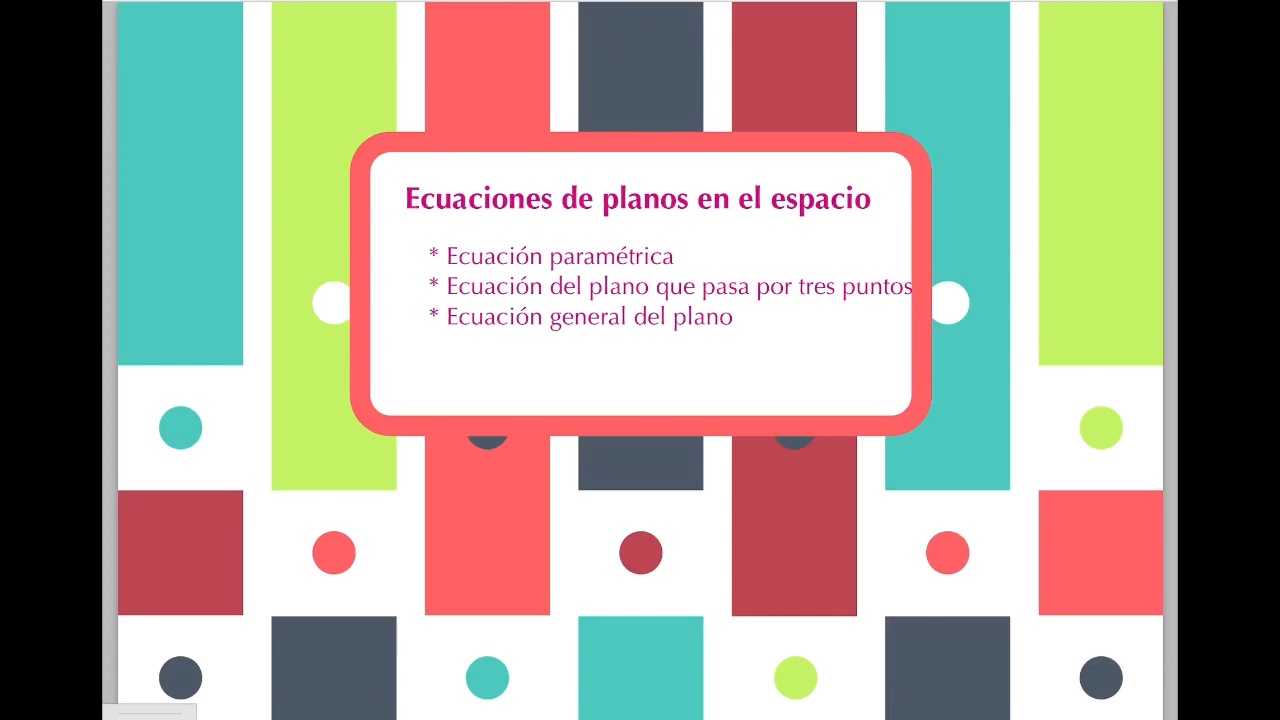 Ecuaciones de planos en el espacio
* Ecuación paramétrica
* Ecuación del plano que pasa por tres puntos
* Ecuación general del plano